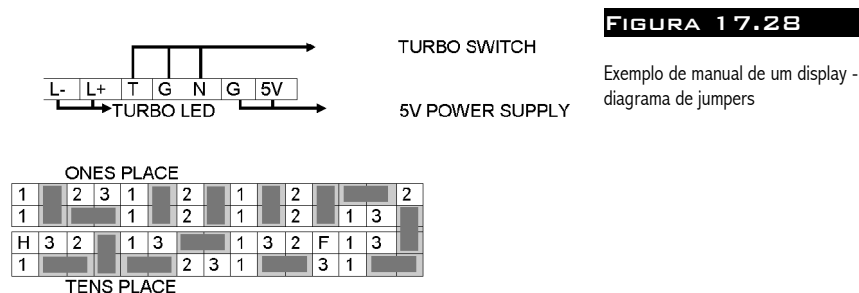 FIGURA 17.28
Exemplo de manual de um display -
diagrama de jumpers
TURBO SWITCH
L- L+ T G N G 5V
TURBO LED
5V POWER SUPPLY
ONES PLACE
1 2 3 1 2 1 2 2
1 1 2 1 2 1 3
H 3 2 1 3 1 3 2 F 1 3
1 2 3 1 3 1
TENS PLACE